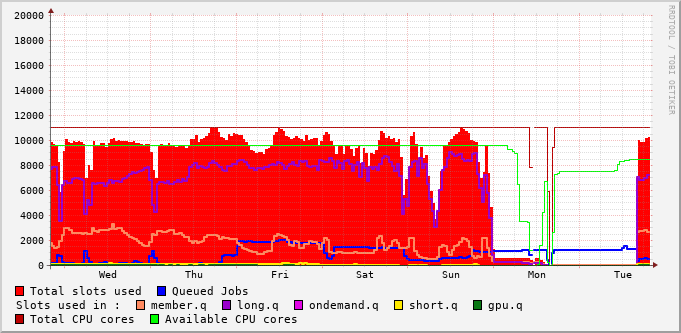 20000
18000
16000
14000
12000
10000
8000
6000
4000
2000
0
Wed Thu Fri Sat Sun Mon Tue
RRDTOOL / TOBI OETIKER
Total slots used Queued Jobs
Slots used in : member.q long.q ondemand.q short.q gpu.q
Total CPU cores Available CPU cores